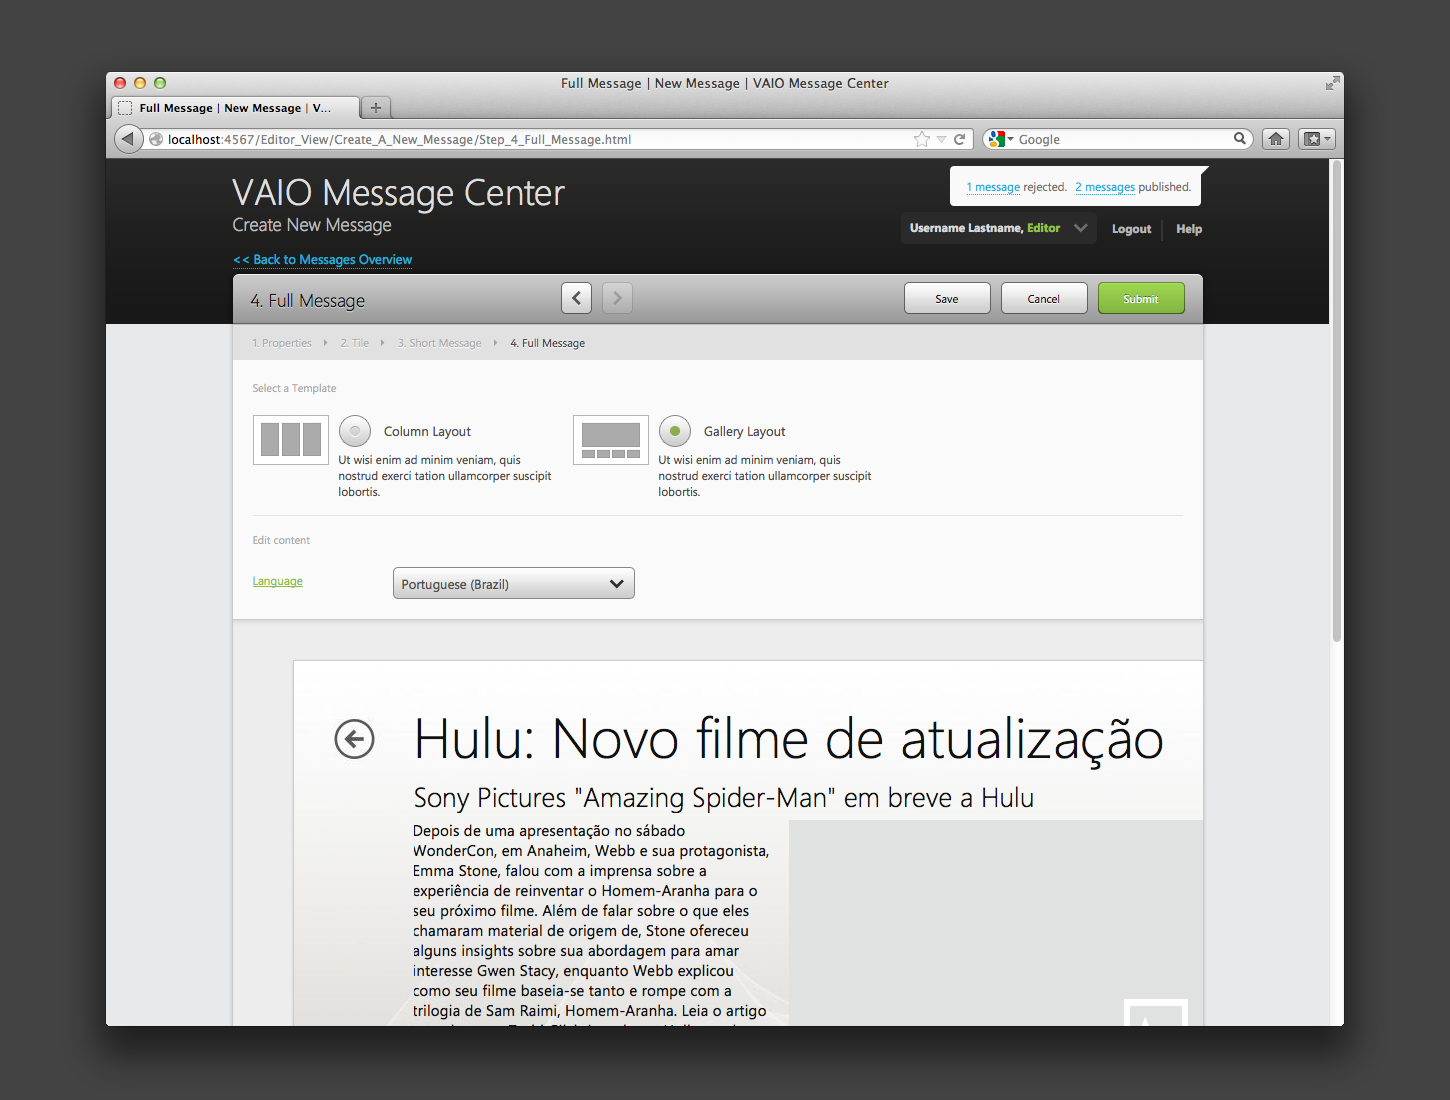 Full Message | New Message | VAIO Message Center
Full Message | New Message | V...
localhost:4567/Editor_View/Create_A_New_Message/Step_4_Full_Message.html
Google
VAIO Message Center
1 message rejected. 2 messages published.
Create New Message
Username Lastname, Editor
Logout
Help
<< Back to Messages Overview
4. Full Message
Save
Cancel
Submit
1. Properties
2. Tile
3. Short Message
4. Full Message
Select a Template
Column Layout
Ut wisi enim ad minim veniam, quis
nostrud exerci tation ullamcorper suscipit
lobortis.
Gallery Layout
Ut wisi enim ad minim veniam, quis
nostrud exerci tation ullamcorper suscipit
lobortis.
Edit content
Language
Portuguese (Brazil)
Hulu: Novo filme de atualização
Sony Pictures "Amazing Spider-Man" em breve a Hulu
Depois de uma apresentação no sábado
WonderCon, em Anaheim, Webb e sua protagonista,
Emma Stone, falou com a imprensa sobre a
experiência de reinventar o Homem-Aranha para o
seu próximo filme. Além de falar sobre o que eles
chamaram material de origem de, Stone ofereceu
alguns insights sobre sua abordagem para amar
interesse Gwen Stacy, enquanto Webb explicou
como seu filme baseia-se tanto e rompe com a
trilogia de Sam Raimi, Homem-Aranha. Leia o artigo